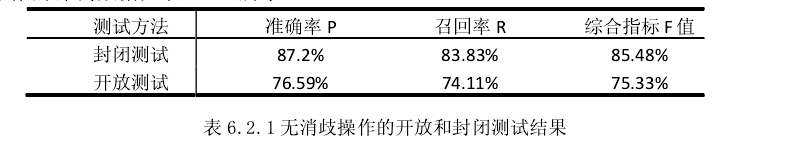 测试方法 准确率 P 召回率 R 综合指标 F 值
封闭测试 87.2% 83.83% 85.48%
开放测试 76.59% 74.11% 75.33%
表 6.2.1 无消歧操作的开放和封闭测试结果